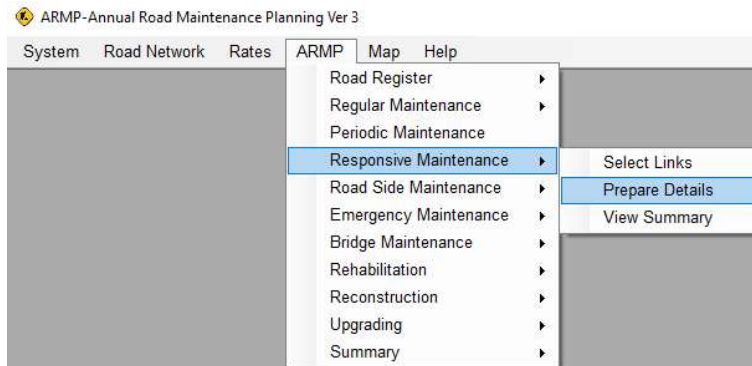 ARMP-Annual Road Maintenance Planning Ver 3
System Road Network Rates ARMP Map Help
Road Register
Regular Maintenance
Periodic Maintenance
Responsive Maintenance
Select Links
Road Side Maintenance
Prepare Details
Emergency Maintenance
View Summary
Bridge Maintenance
Rehabilitation
Reconstruction
Upgrading
Summary